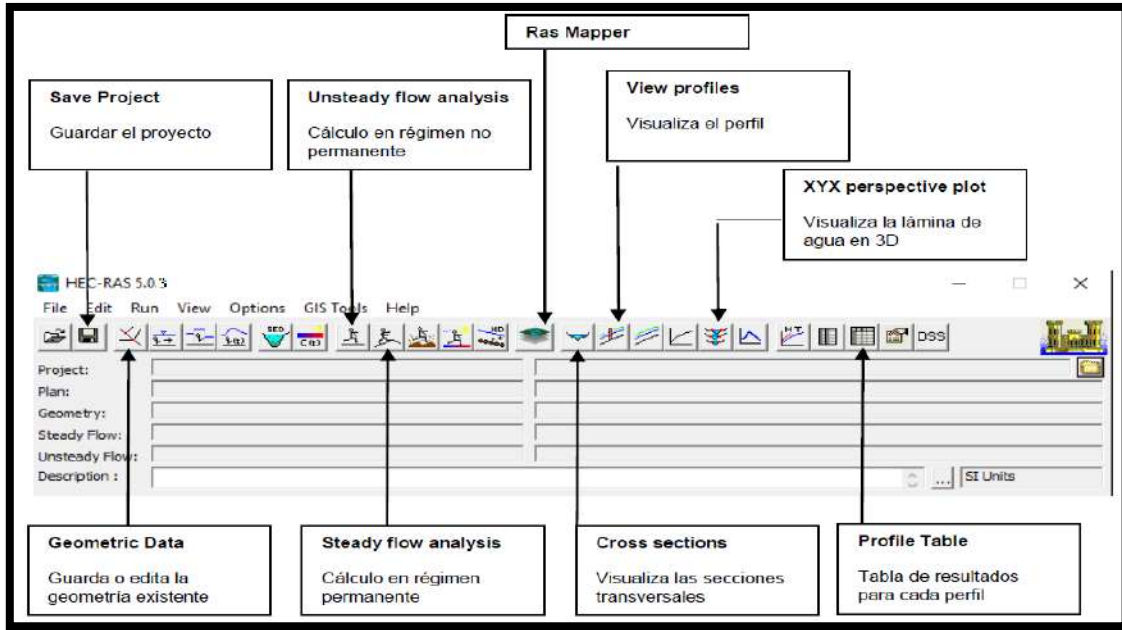 Ras Mapper
Save Project
Guardar el proyecto
Unsteady flow analysis
Cálculo en régimen no
permanente
View profiles
Visualiza el perfil
XYX perspective plot
Visualiza la lámina de
agua en 3D
HEC-RAS 5.0.3
File Edit Run View Options GIS Tools Help
DSS
Project:
Plan:
Geometry:
Steady Flow:
Unsteady Flow:
Description :
... SI Units
Geometric Data
Guarda o edita la
geometría existente
Steady flow analysis
Cálculo en régimen
permanente
Cross sections
Visualiza las secciones
transversales
Profile Table
Tabla de resultados
para cada perfil